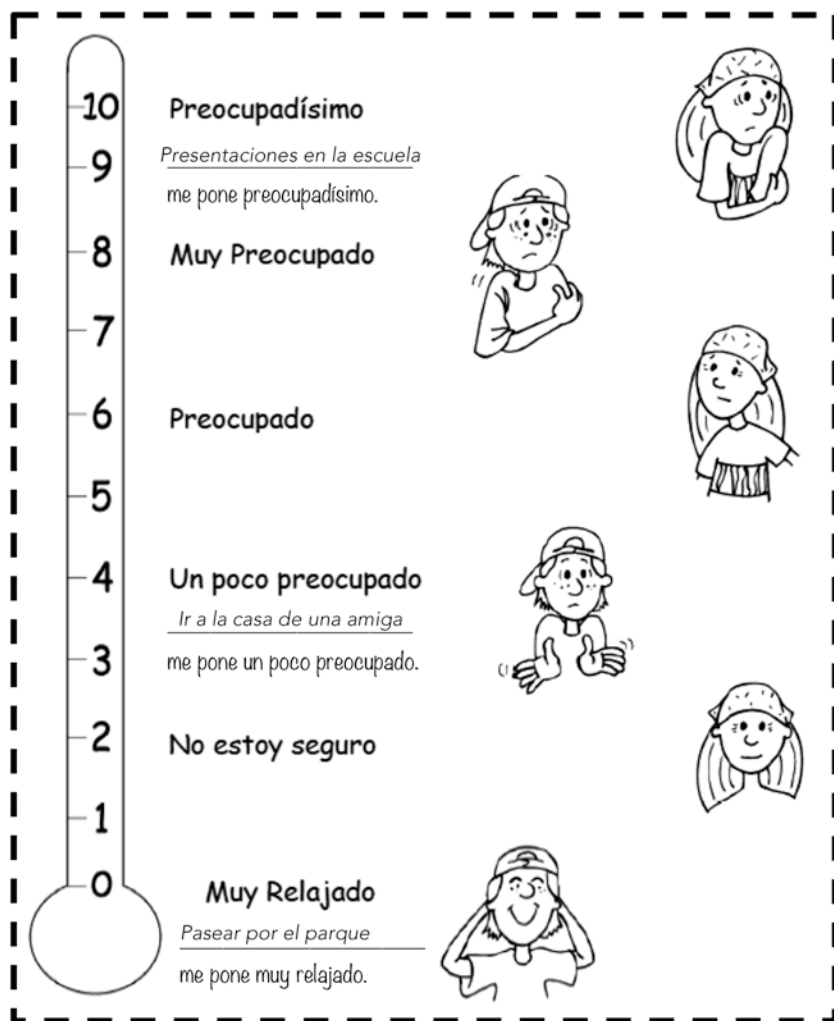 10 Preocupadísimo
Presentaciones en la escuela
9
me pone preocupadísimo.
8 Muy Preocupado
7
6 Preocupado
5
4 Un poco preocupado
Ir a la casa de una amiga
3 me pone un poco preocupado.
2 No estoy seguro
1
0 Muy Relajado
Pasear por el parque
me pone muy relajado.